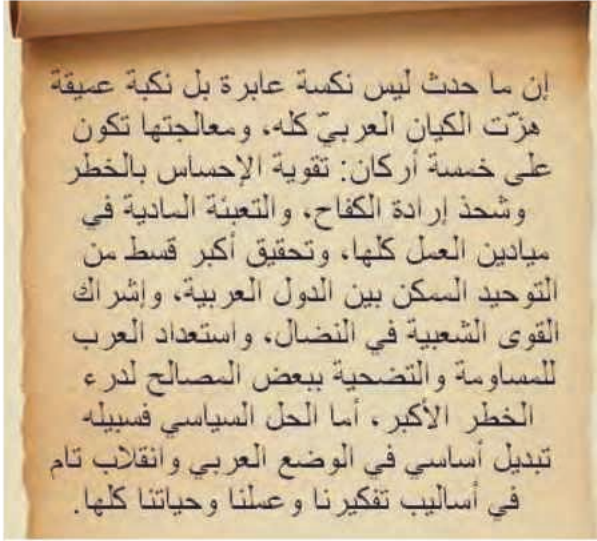 إن ما حدث ليس نكسة عابرة بل نكبة عميقة
هزّت الكيان العربيّ كله، ومعالجتها تكون
على خمسة أركان: تقوية الإحساس بالخطر
وشحذ إرادة الكفاح، والتعبئة المادية في
ميادين العمل كلها، وتحقيق أكبر قسط من
التوحيد الممكن بين الدول العربية، وإشراك
القوى الشعبية في النضال، واستعداد العرب
للمساومة والتضحية ببعض المصالح لدرء
الخطر الأكبر، أما الحل السياسي فسبيله
تبديل أساسي في الوضع العربي وانقلاب تام
في أساليب تفكيرنا وعملنا وحياتنا كلها.